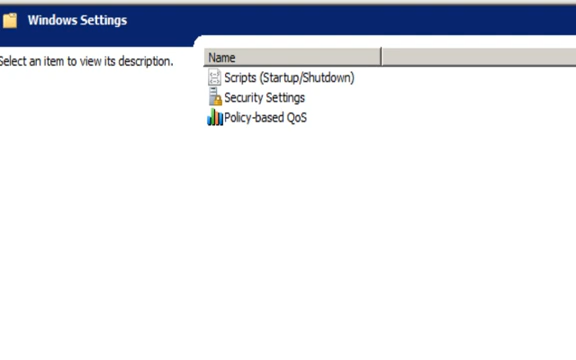 Windows Settings
Select an item to view its description.
Name
Scripts (Startup/Shutdown)
Security Settings
Policy-based QoS